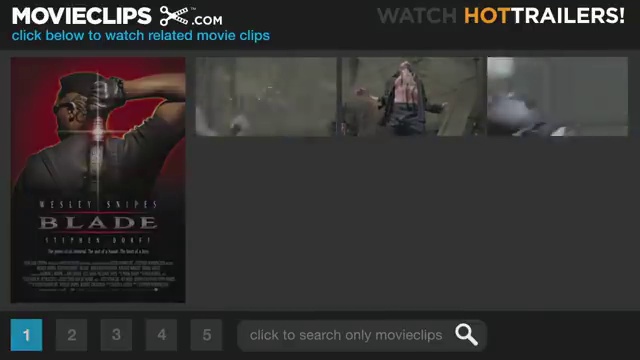 MOVIECLIPS .COM
WATCH HOTTRAILERS!
click below to watch related movie clips
WESLEY SNIPES
BLADE
STEPHEN DORFF
1 2 3 4 5
click to search only movieclips